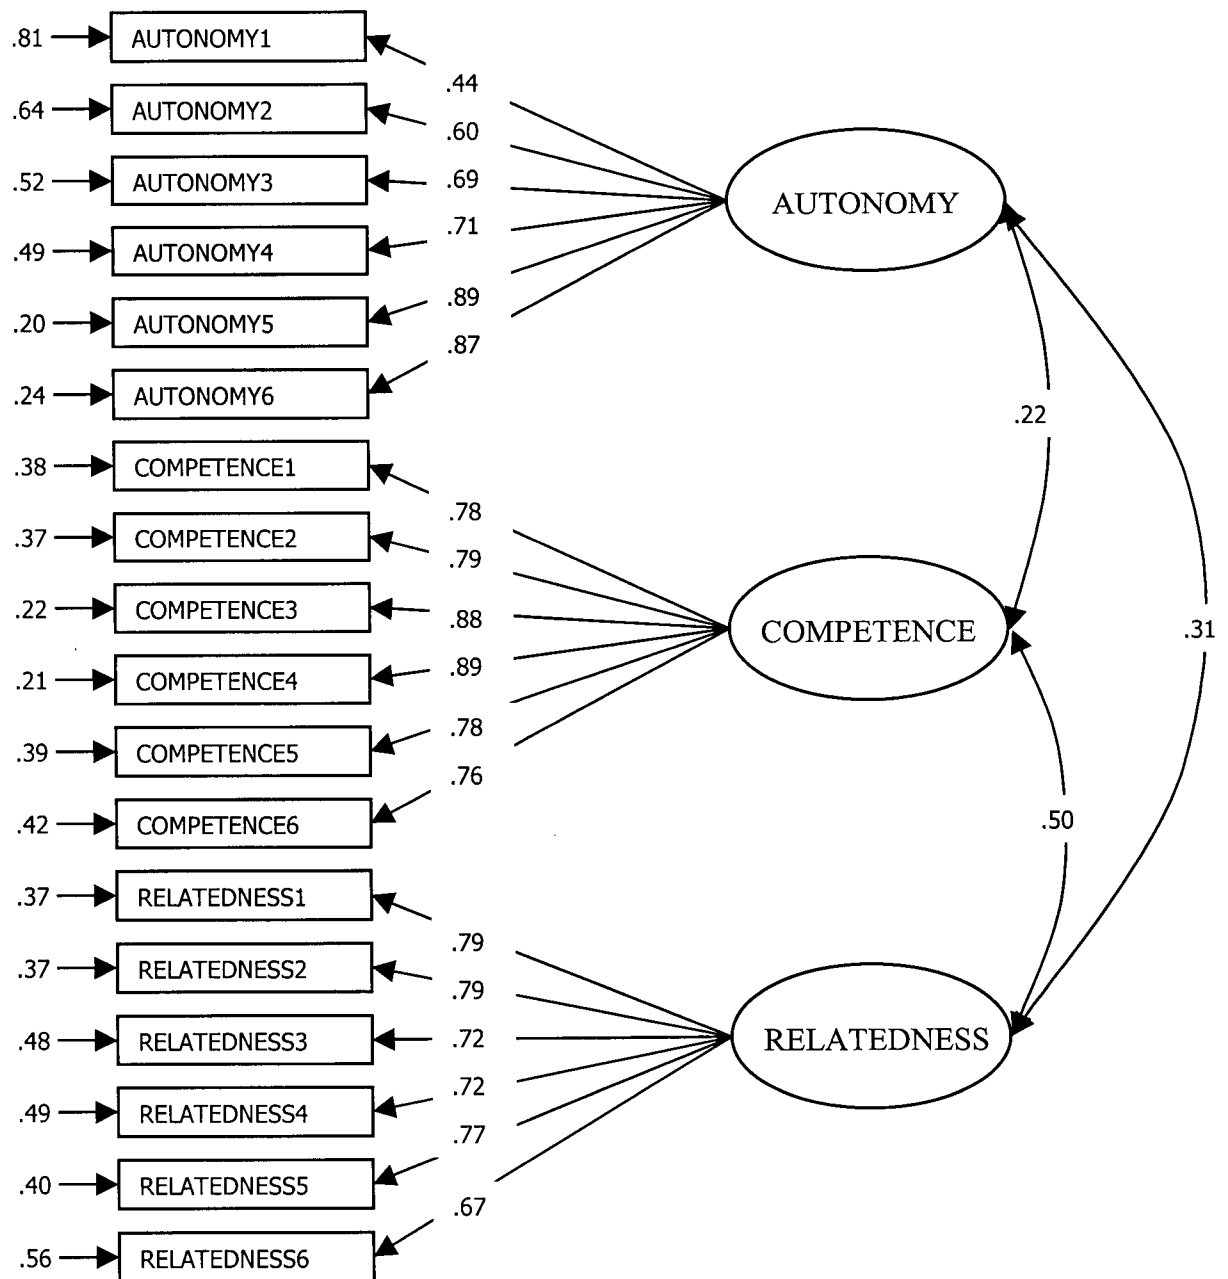 .81 AUTONOMY1
.44
.64 AUTONOMY2
.60
.52 AUTONOMY3
.69
AUTONOMY
.71
.49 AUTONOMY4
.89
.20 AUTONOMY5
.87
.24 AUTONOMY6
.22
.38 COMPETENCE1
.78
.37 COMPETENCE2
.79
.22 COMPETENCE3
.88
COMPETENCE
.31
.89
.21 COMPETENCE4
.78
.39 COMPETENCE5
.76
.42 COMPETENCE6
.50
.37 RELATEDNESS1
.79
.37 RELATEDNESS2
.79
.48 RELATEDNESS3
.72
RELATEDNESS
.72
.49 RELATEDNESS4
.77
.40 RELATEDNESS5
.67
.56 RELATEDNESS6